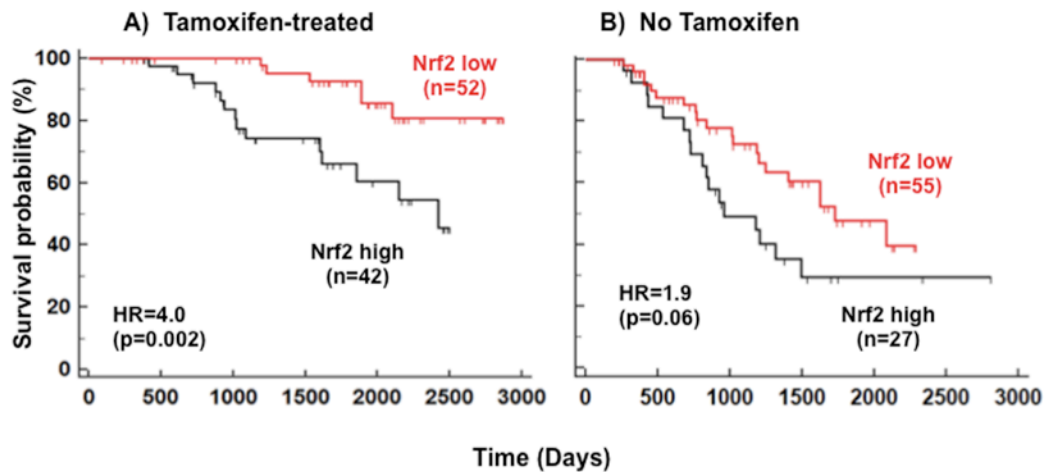 A) Tamoxifen-treated
B) No Tamoxifen
Survival probability (%)
100
80
60
40
20
0
Nrf2 low
(n=52)
Nrf2 high
(n=42)
HR=4.0
(p=0.002)
0 500 1000 1500 2000 2500 3000
Nrf2 low
(n=55)
HR=1.9
(p=0.06)
Nrf2 high
(n=27)
0 500 1000 1500 2000 2500 3000
Time (Days)